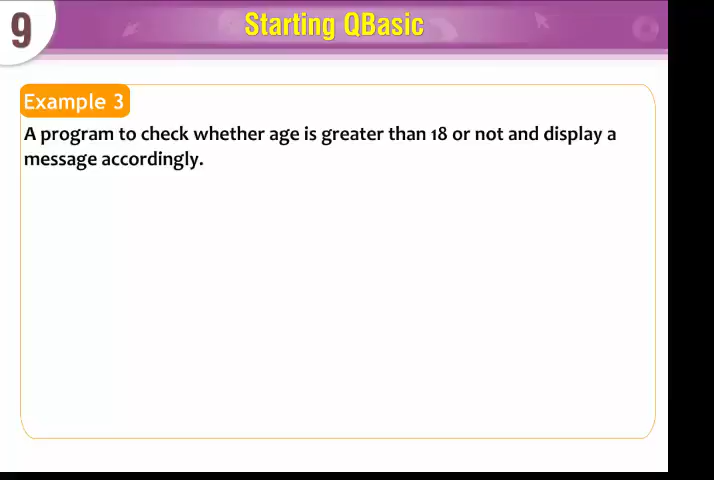 9
Starting QBasic
Example 3
A program to check whether age is greater than 18 or not and display a
message accordingly.